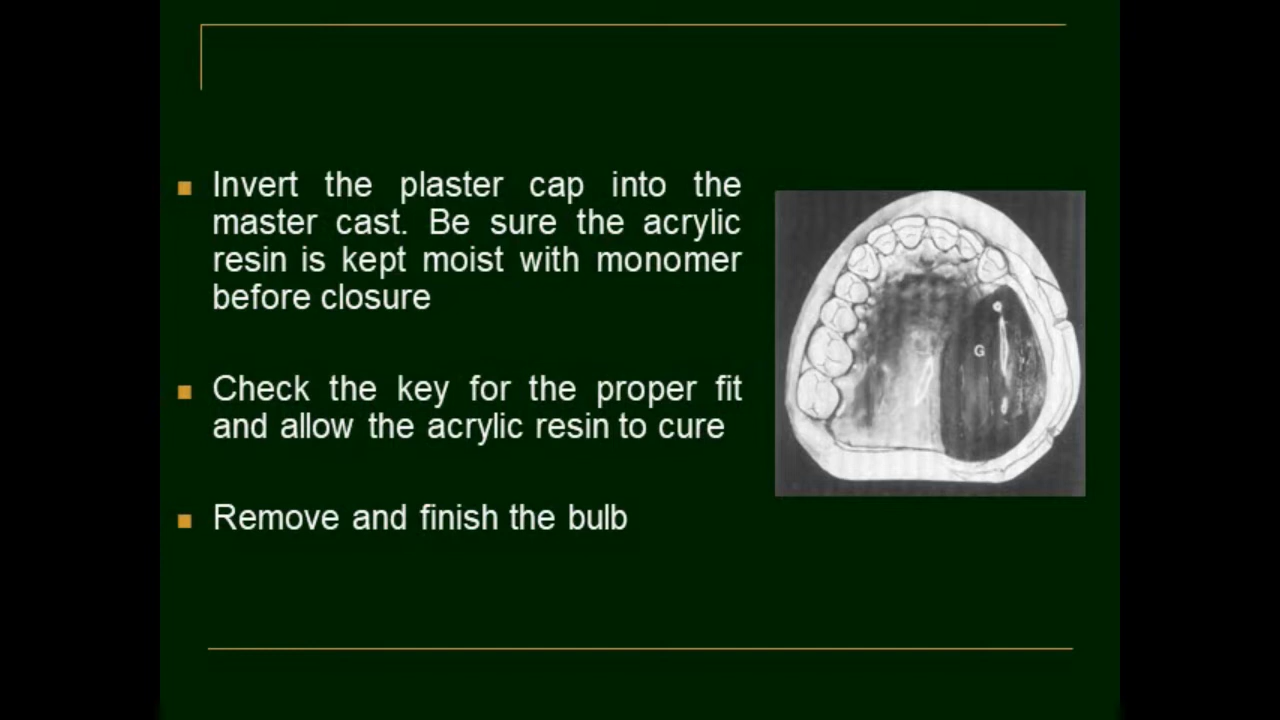 Invert the plaster cap into the
master cast. Be sure the acrylic
resin is kept moist with monomer
before closure
Check the key for the proper fit
and allow the acrylic resin to cure
Remove and finish the bulb
G